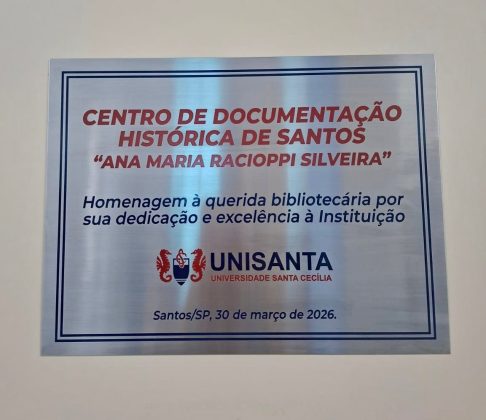 CENTRO DE DOCUMENTAÇÃO
HISTÓRICA DE SANTOS
“ANA MARIA RACIOPPI SILVEIRA”
Homenagem à querida bibliotecária por
sua dedicação e excelência à Instituição
UNISANTA
UNIVERSIDADE SANTA CECÍLIA
Santos/SP, 30 de março de 2026.